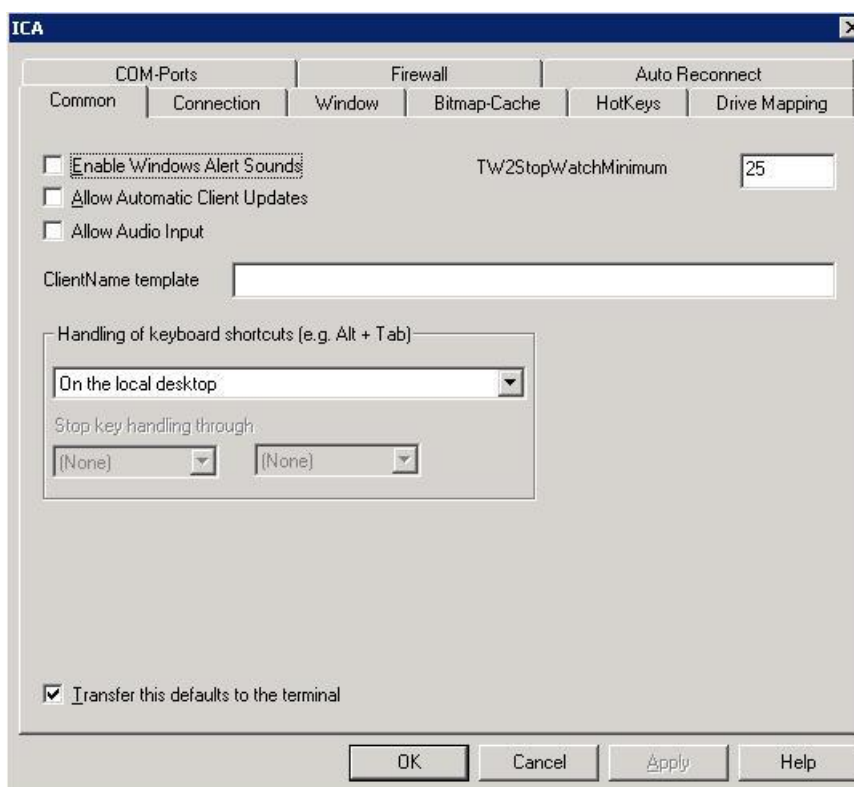 ICA
COM-Ports Firewall Auto Reconnect
Common Connection Window Bitmap-Cache HotKeys Drive Mapping
Enable Windows Alert Sounds TW2StopWatchMinimum 25
Allow Automatic Client Updates
Allow Audio Input
ClientName template
Handling of keyboard shortcuts (e.g. Alt + Tab)
On the local desktop
Stop key handling through
(None) (None)
Transfer this defaults to the terminal
OK Cancel Apply Help